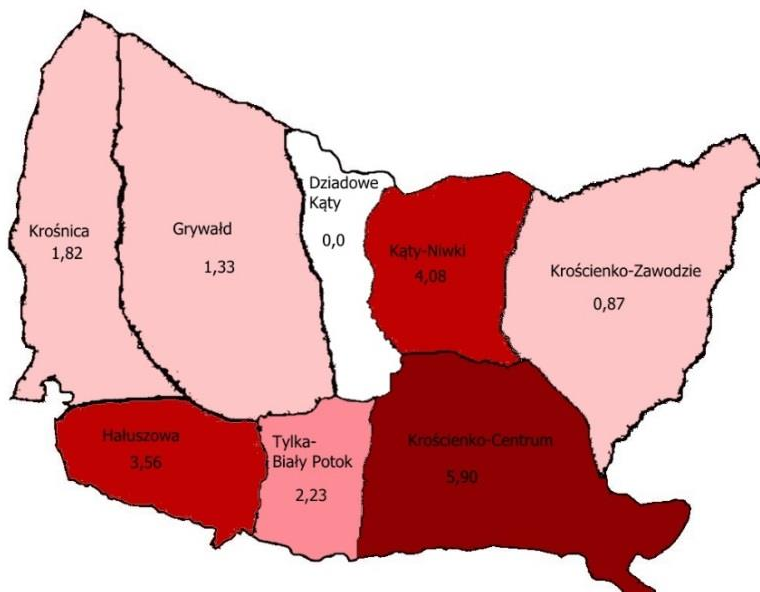 Krośnica
1,82
Grywałd
1,33
Dziadowe
Kąty
0,0
Kąty-Niwki
4,08
Krościenko-Zawodzie
0,87
Hałuszowa
3,56
Tylka-
Biały Potok
2,23
Krościenko-Centrum
5,90